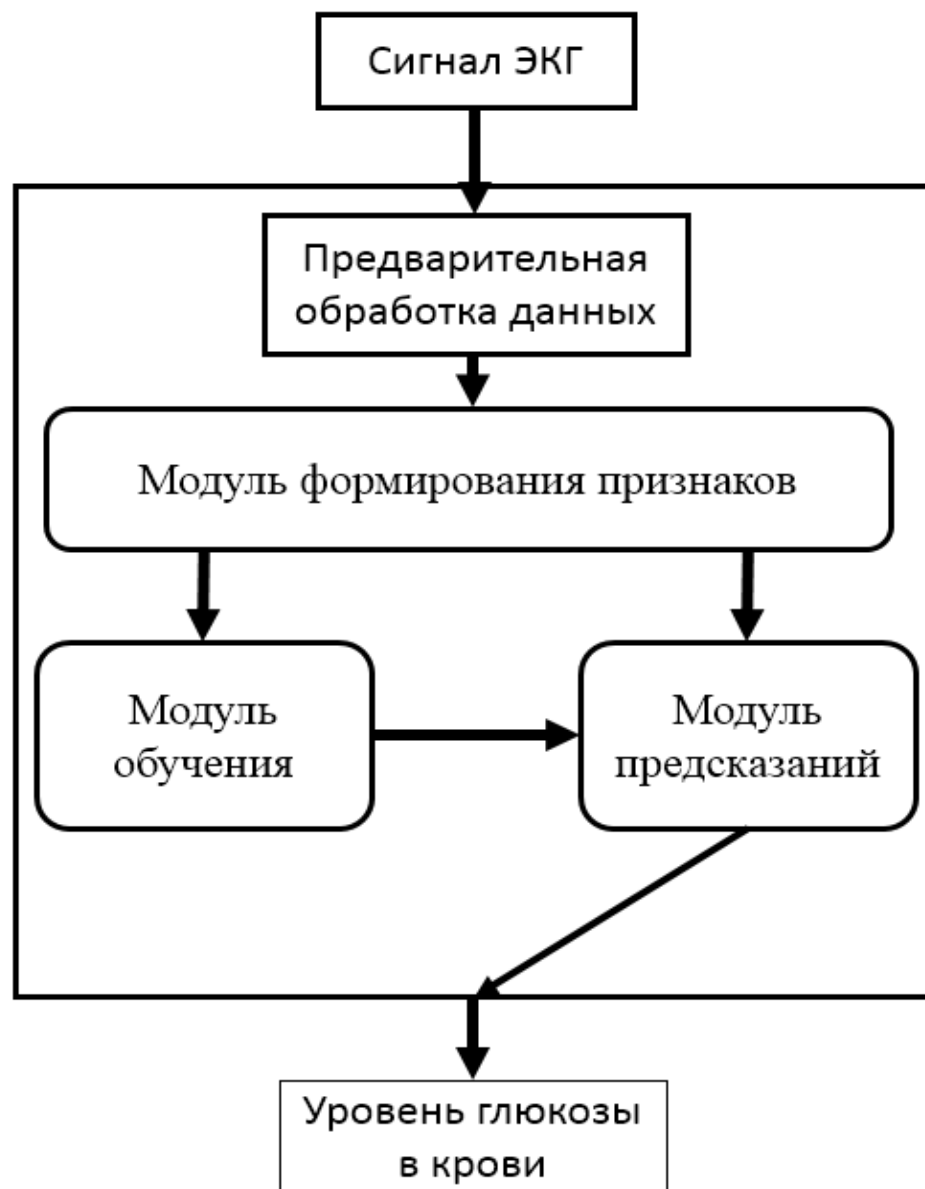 Сигнал ЭКГ
Предварительная
обработка данных
Модуль формирования признаков
Модуль
обучения
Модуль
предсказаний
Уровень глюкозы
в крови